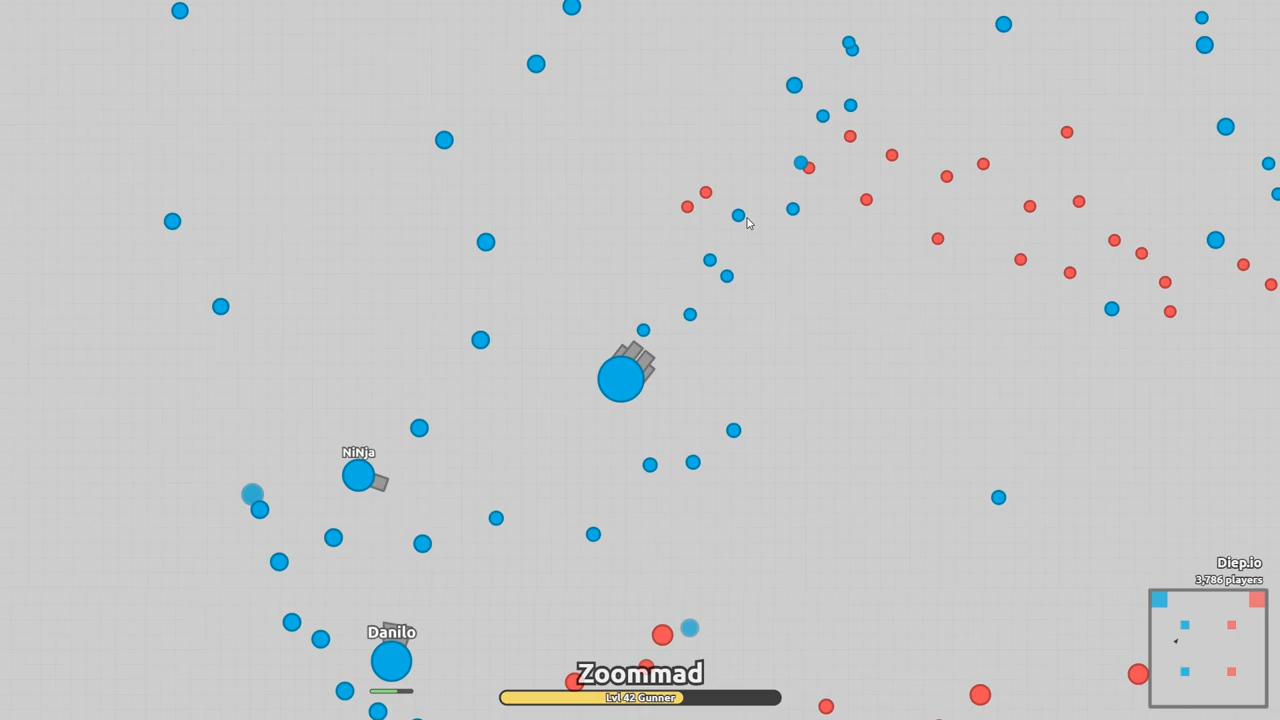 NiNja
Diep.io
3,786 players
Danilo
Zoommad
Lvl 42 Gunner